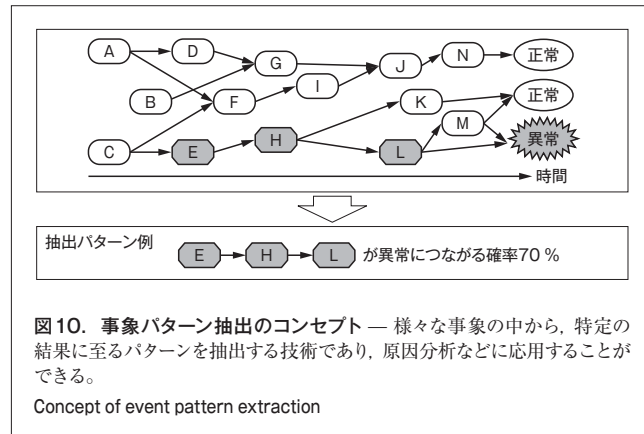 A D G I J N 正常
B F K 正常
C E H L M 異常
時間
抽出パターン例
E H L が異常につながる確率70 %
図10. 事象パターン抽出のコンセプト — 様々な事象の中から,特定の
結果に至るパターンを抽出する技術であり,原因分析などに応用することが
できる。
Concept of event pattern extraction